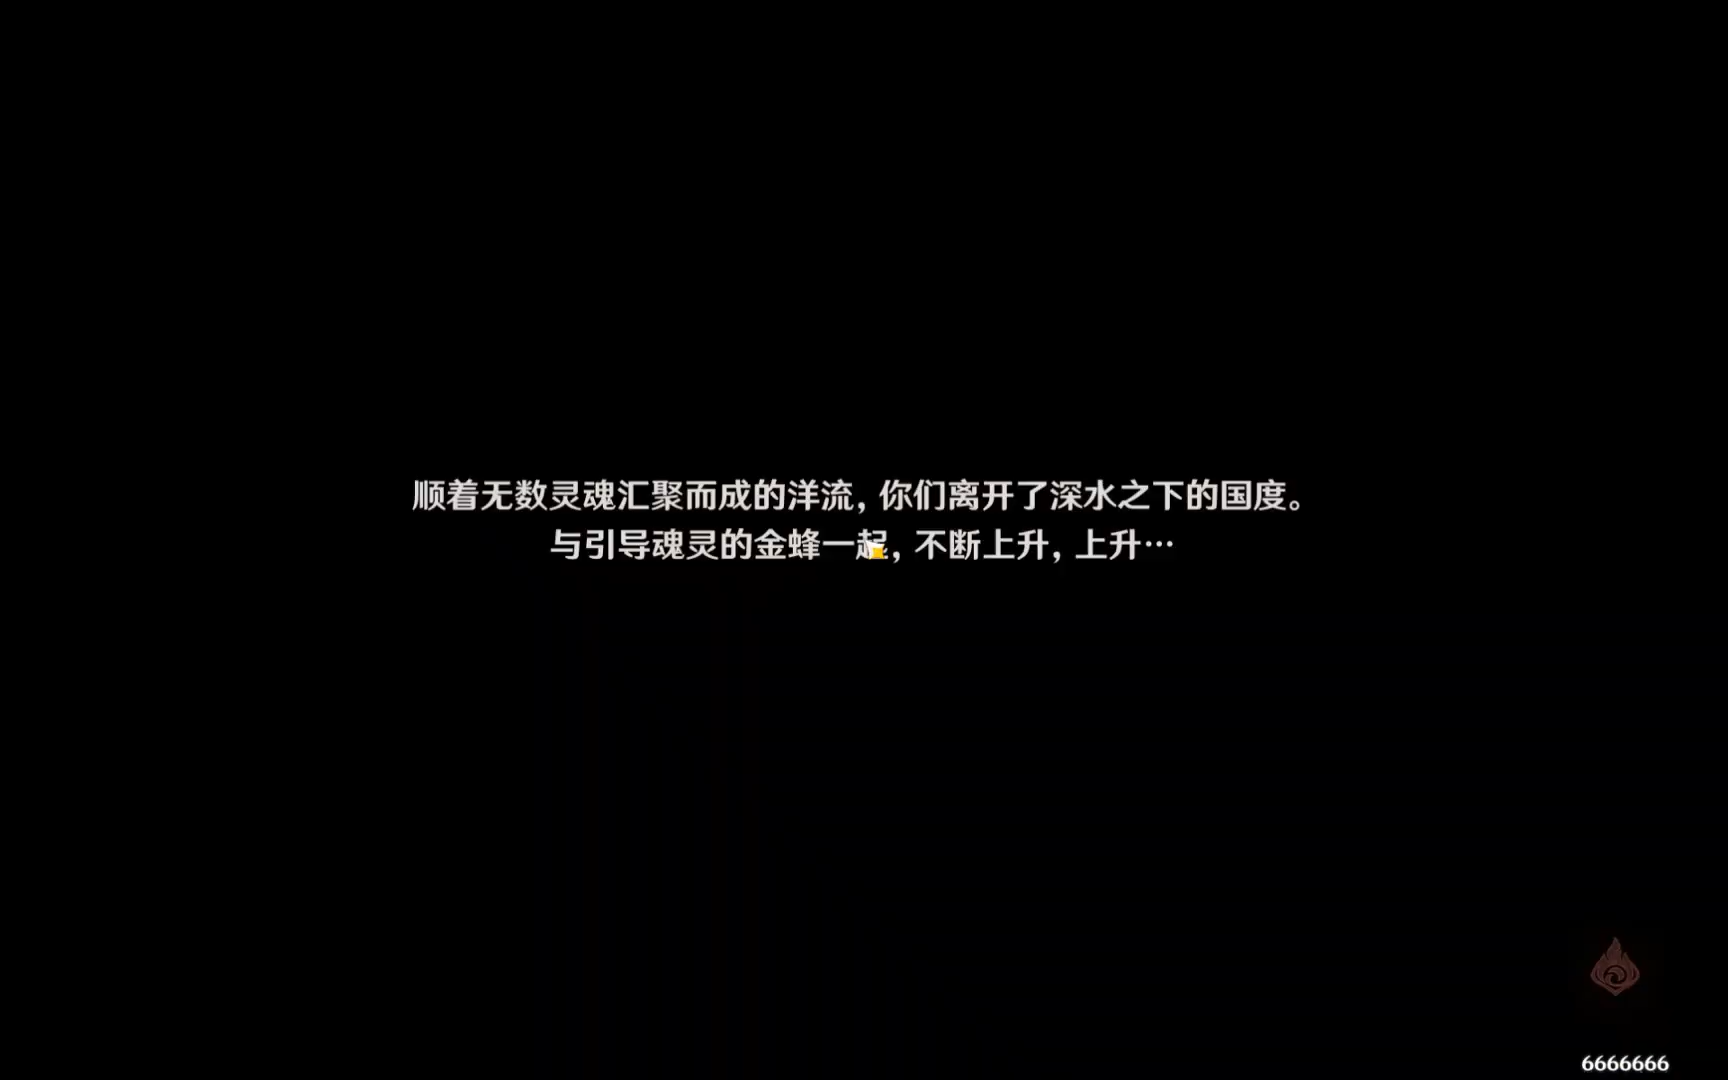 顺着无数灵魂汇聚而成的洋流，你们离开了深水之下的国度。
与引导魂灵的金蜂一起，不断上升，上升…
6666666